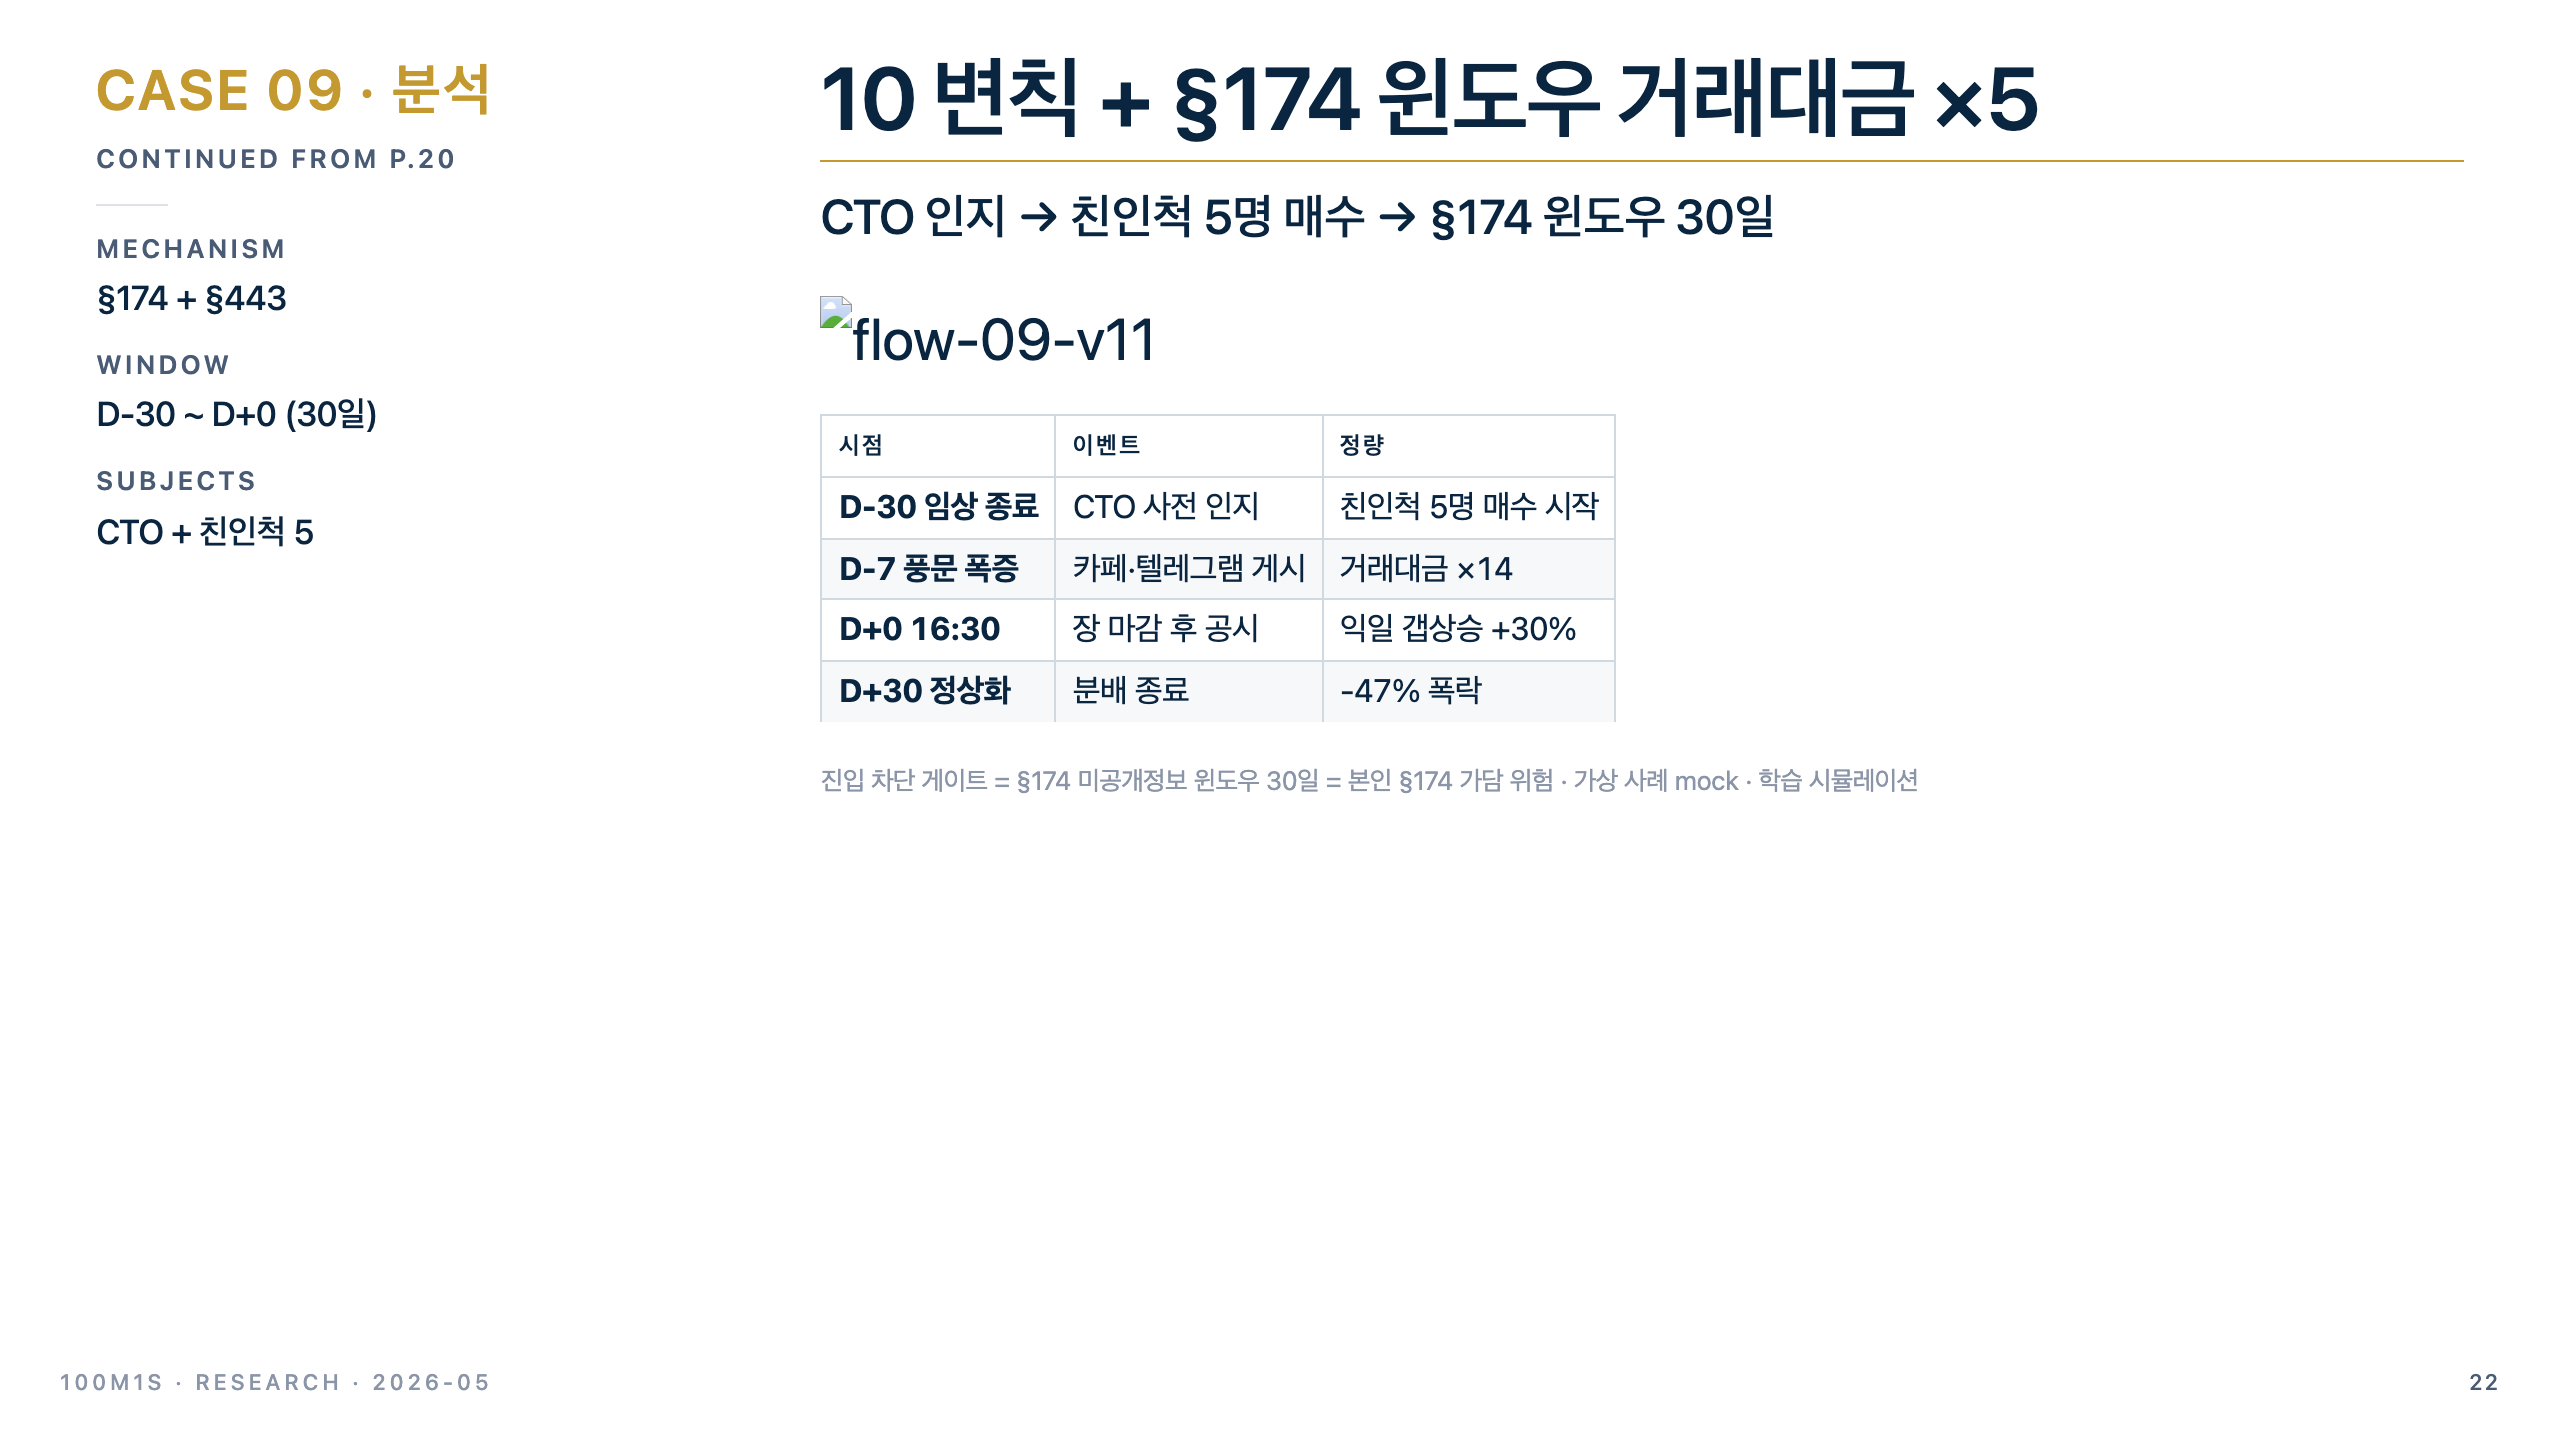 CASE 09 · 분석
CONTINUED FROM P.20
MECHANISM
§174 + §443
WINDOW
D-30 ~ D+0 (30일)
SUBJECTS
CTO + 친인척 5
10 변칙 + §174 윈도우 거래대금 ×5
CTO 인지 → 친인척 5명 매수 → §174 윈도우 30일
flow-09-v11
시점 이벤트 정량
D-30 임상 종료 CTO 사전 인지 친인척 5명 매수 시작
D-7 풍문 폭증 카페·텔레그램 게시 거래대금 ×14
D+0 16:30 장 마감 후 공시 익일 갭상승 +30%
D+30 정상화 분배 종료 -47% 폭락
진입 차단 게이트 = §174 미공개정보 윈도우 30일 = 본인 §174 가담 위험 · 가상 사례 mock · 학습 시뮬레이션
100M1S · RESEARCH · 2026-05
22